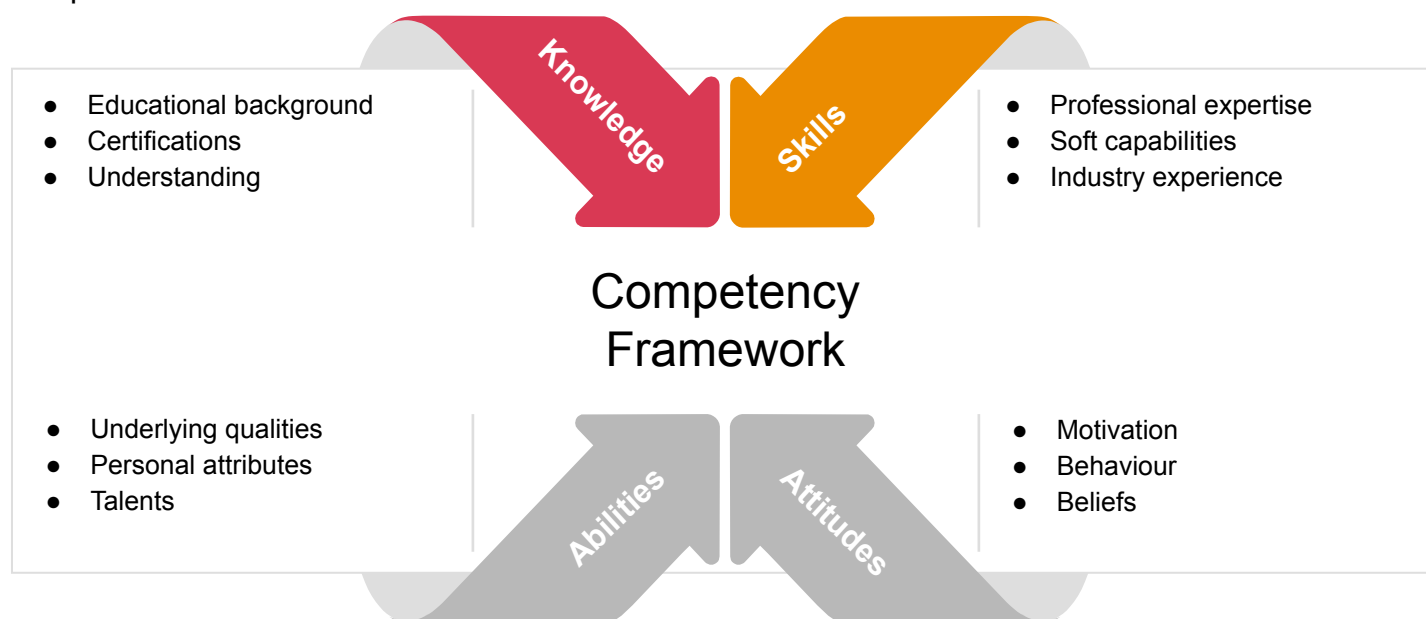 Knowledge
Skills
● Educational background
● Certifications
● Understanding
● Professional expertise
● Soft capabilities
● Industry experience
Competency
Framework
● Underlying qualities
● Personal attributes
● Talents
● Motivation
● Behaviour
● Beliefs
Abilities
Attitudes